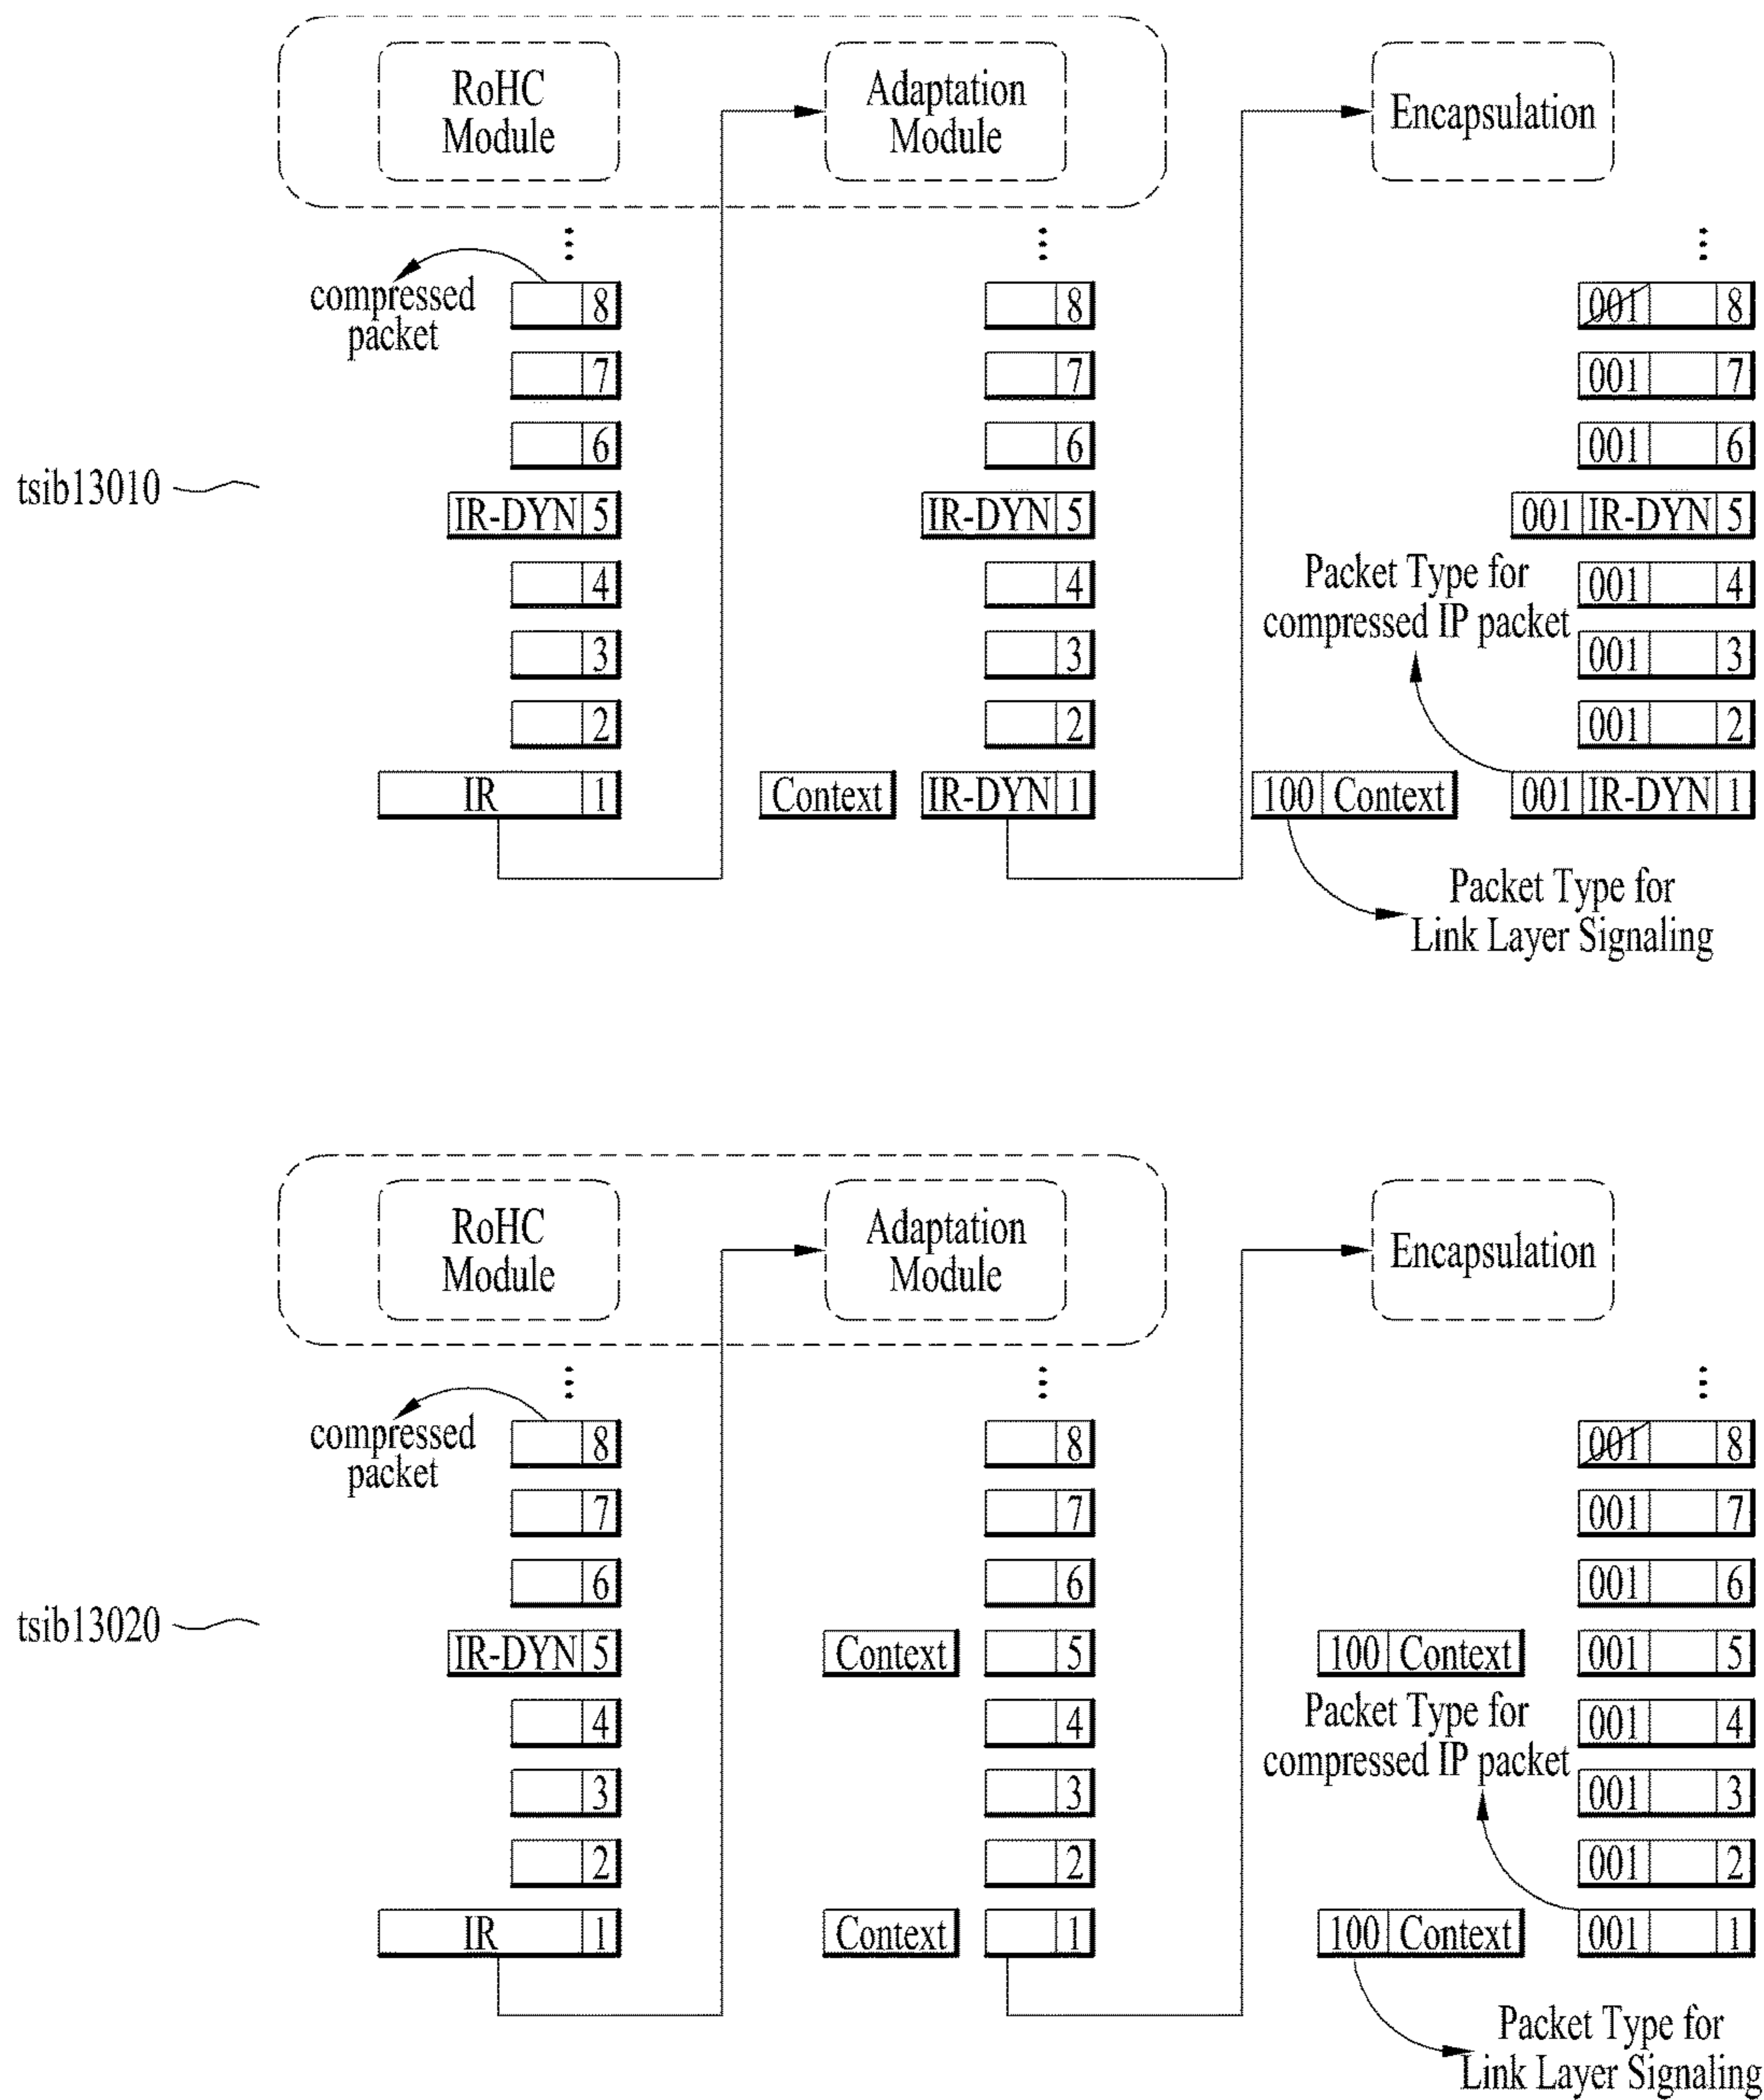 RoHC
Module
Adaptation
Module
Encapsulation
compressed
packet
8 8 001 8
7 7 001 7
6 6 001 6
tsib13010
IR-DYN 5 IR-DYN 5 001 IR-DYN 5
Packet Type for
compressed IP packet
4 4 001 4
3 3 001 3
2 2 001 2
IR 1 Context IR-DYN 1 100 Context 001 IR-DYN 1
Packet Type for
Link Layer Signaling
RoHC
Module
Adaptation
Module
Encapsulation
compressed
packet
8 8 001 8
7 7 001 7
6 6 001 6
tsib13020
IR-DYN 5 Context 5 100 Context 001 5
Packet Type for
compressed IP packet
4 4 001 4
3 3 001 3
2 2 001 2
IR 1 Context 1 100 Context 001 1
Packet Type for
Link Layer Signaling